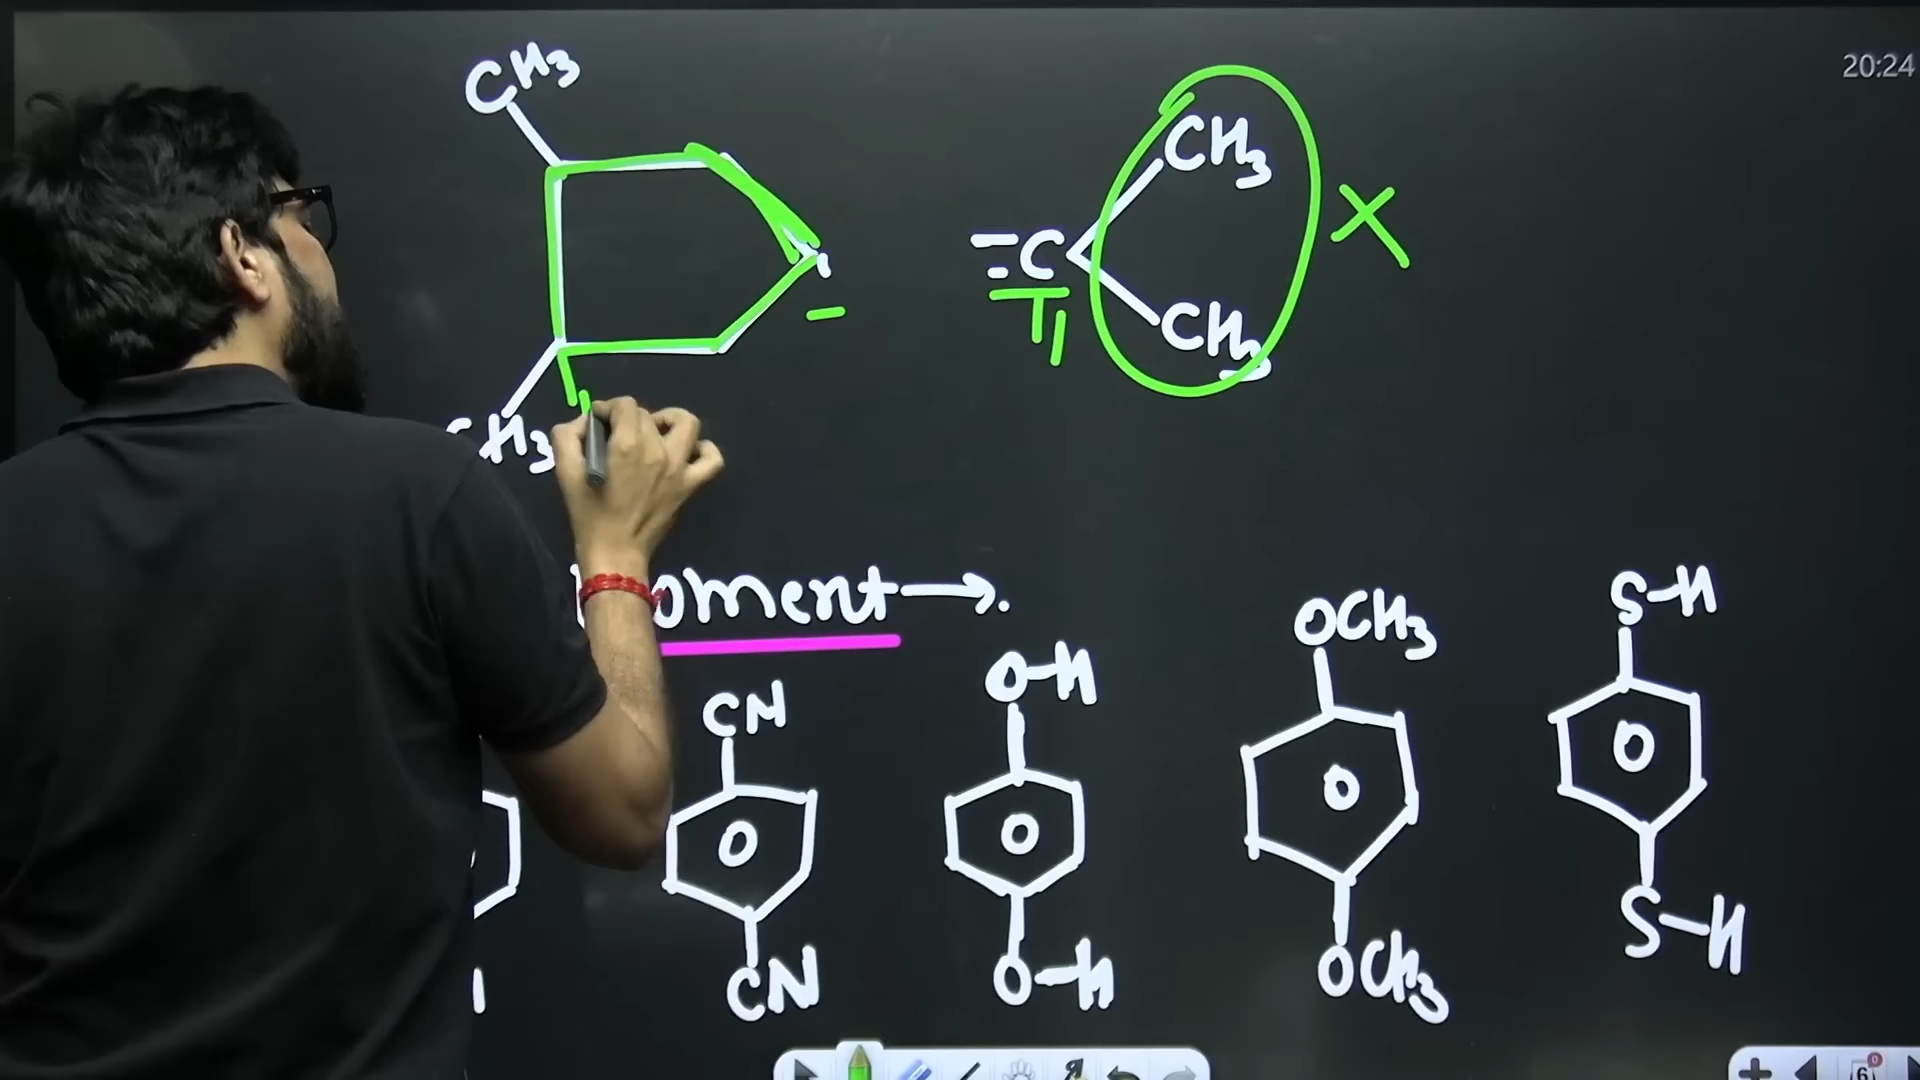 20:24
CH3
CH3
=C
CH3
CH3
oment →.
CN
CN
O-H
O-H
OCH3
OCH3
S-H
S-H